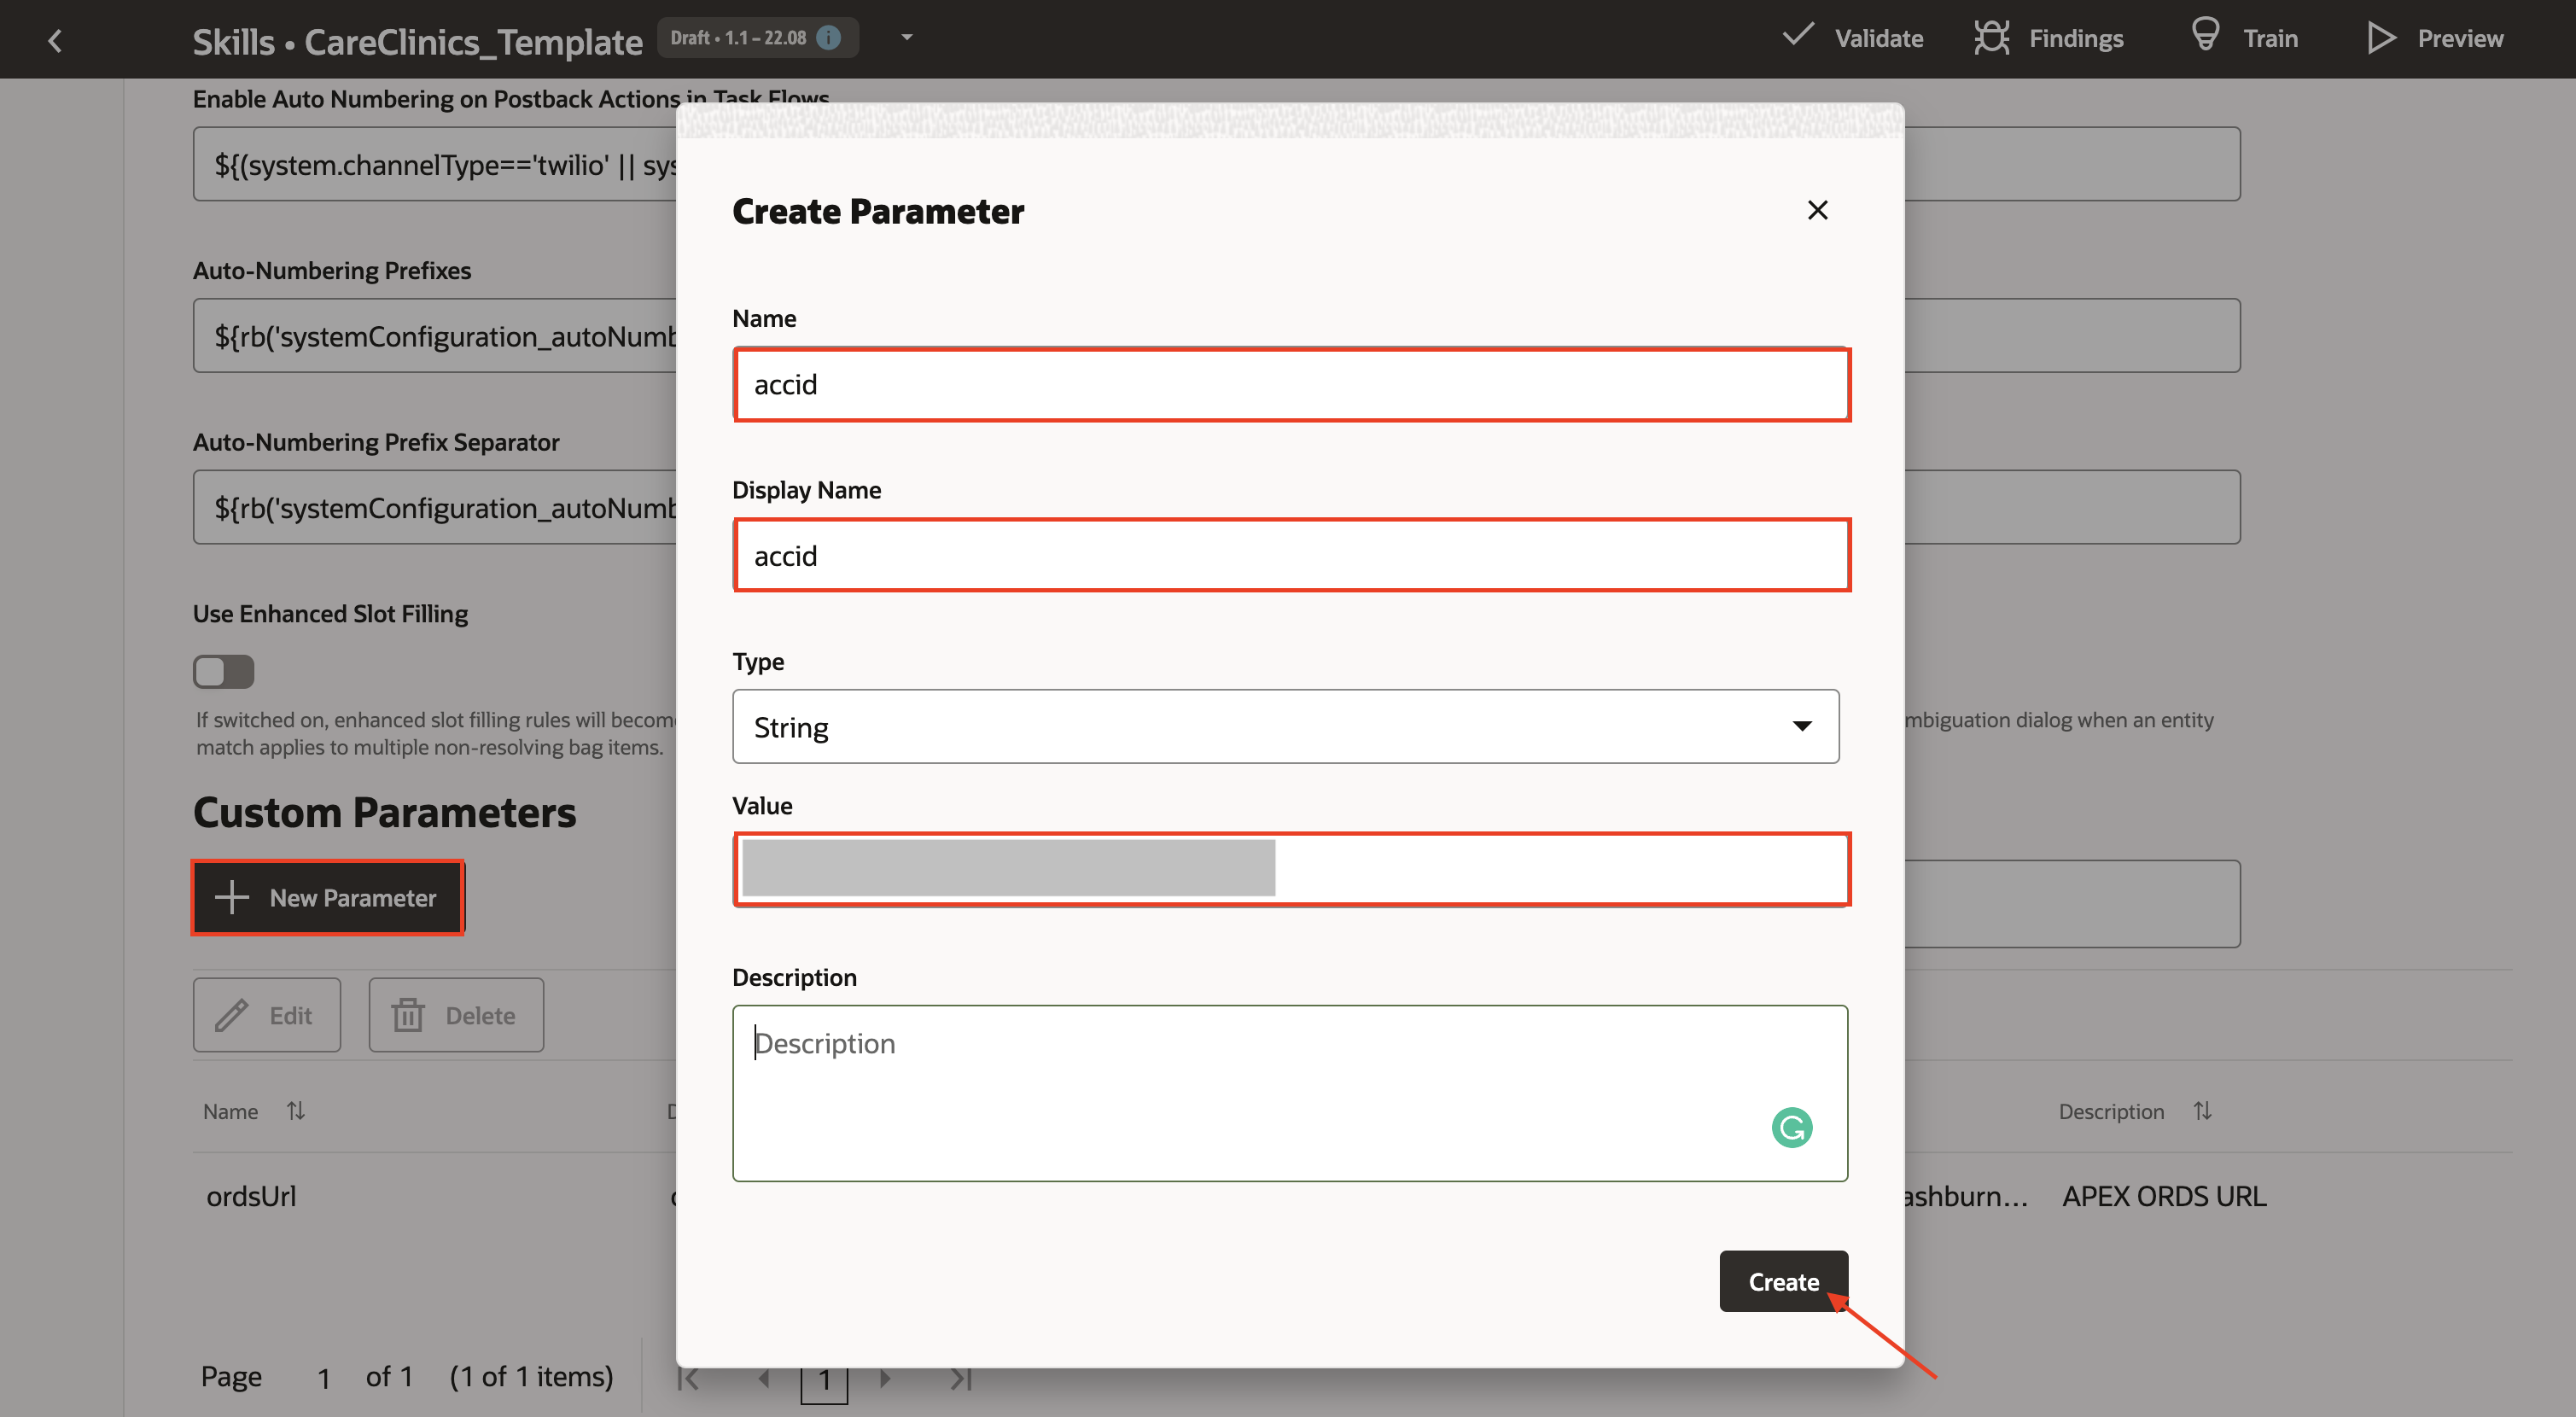 Skills • CareClinics_Template
Draft • 1.1 – 22.08
Validate
Findings
Train
Preview
Enable Auto Numbering on Postback Actions in Task Flows
${(system.channelType=='twilio' || sys
Auto-Numbering Prefixes
${rb('systemConfiguration_autoNumb
Auto-Numbering Prefix Separator
${rb('systemConfiguration_autoNumb
Use Enhanced Slot Filling
If switched on, enhanced slot filling rules will become
mbiguation dialog when an entity
match applies to multiple non-resolving bag items.
Custom Parameters
New Parameter
Edit
Delete
Name
Description
ordsUrl
ashburn...
APEX ORDS URL
Page 1 of 1 (1 of 1 items)
1
Create Parameter
Name
accid
Display Name
accid
Type
String
Value
Description
Description
Create